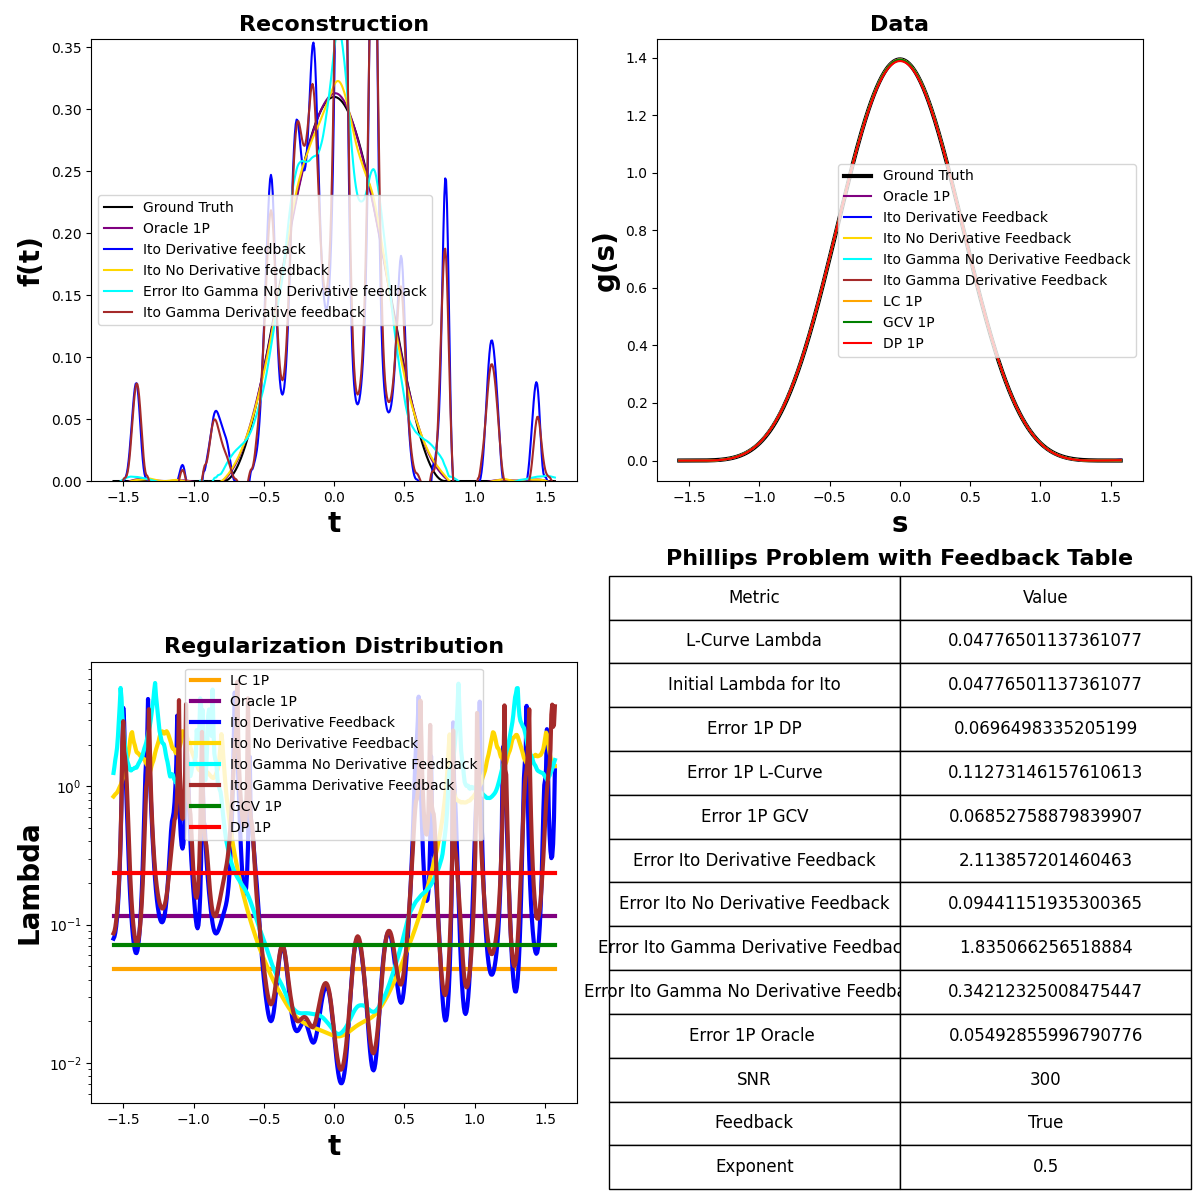 Reconstruction
f(t)
0.35
0.30
0.25
0.20
0.15
0.10
0.05
0.00
Ground Truth
Oracle 1P
Ito Derivative feedback
Ito No Derivative feedback
Error Ito Gamma No Derivative feedback
Ito Gamma Derivative feedback
−1.5 −1.0 −0.5 0.0 0.5 1.0 1.5
t
Data
g(s)
1.4
1.2
1.0
0.8
0.6
0.4
0.2
0.0
Ground Truth
Oracle 1P
Ito Derivative Feedback
Ito No Derivative Feedback
Ito Gamma No Derivative Feedback
Ito Gamma Derivative Feedback
LC 1P
GCV 1P
DP 1P
−1.5 −1.0 −0.5 0.0 0.5 1.0 1.5
s
Regularization Distribution
Lambda
10⁰
10⁻¹
10⁻²
LC 1P
Oracle 1P
Ito Derivative Feedback
Ito No Derivative Feedback
Ito Gamma No Derivative Feedback
Ito Gamma Derivative Feedback
GCV 1P
DP 1P
−1.5 −1.0 −0.5 0.0 0.5 1.0 1.5
t
Phillips Problem with Feedback Table
Metric Value
L-Curve Lambda 0.04776501137361077
Initial Lambda for Ito 0.04776501137361077
Error 1P DP 0.0696498335205199
Error 1P L-Curve 0.11273146157610613
Error 1P GCV 0.06852758879839907
Error Ito Derivative Feedback 2.113857201460463
Error Ito No Derivative Feedback 0.09441151935300365
Error Ito Gamma Derivative Feedbac 1.835066256518884
Error Ito Gamma No Derivative Feedba 0.34212325008475447
Error 1P Oracle 0.05492855996790776
SNR 300
Feedback True
Exponent 0.5